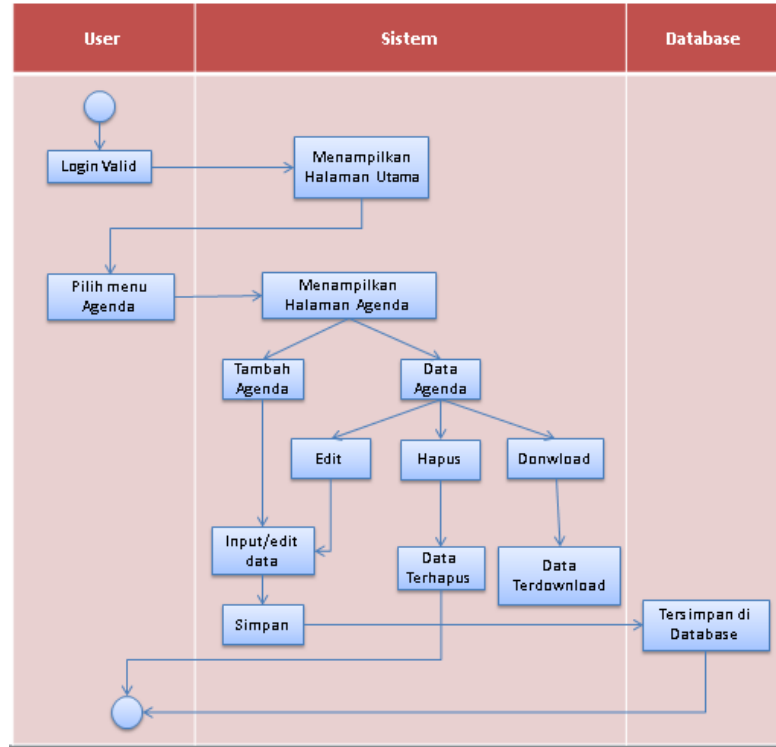 User
Sistem
Database
Login Valid
Menampilkan
Halaman Utama
Pilih menu
Agenda
Menampilkan
Halaman Agenda
Tambah
Agenda
Data
Agenda
Edit
Hapus
Donwload
Input/edit
data
Data
Terhapus
Data
Terdownload
Simpan
Tersimpan di
Database